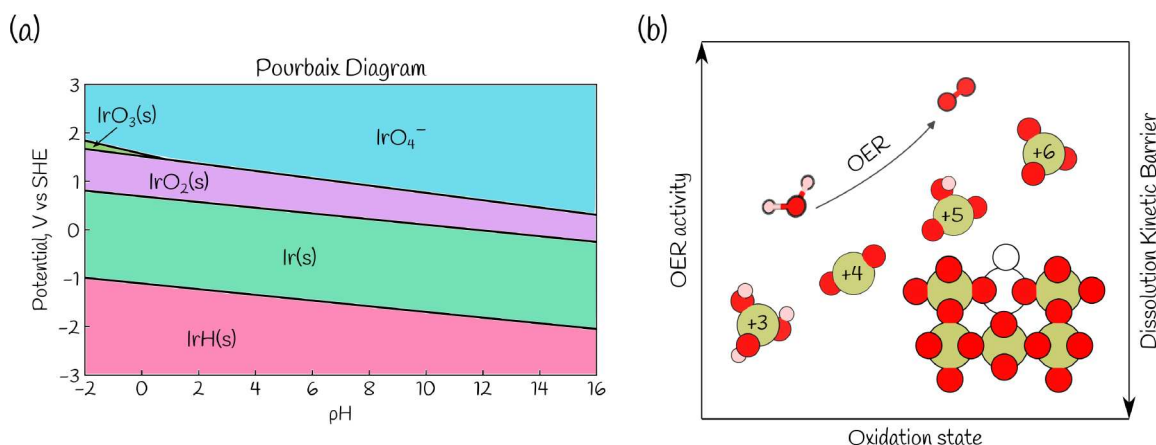 (a)
Pourbaix Diagram
Potential, V vs SHE
3
2
1
0
-1
-2
-3
IrO₃(s)
IrO₄⁻
IrO₂(s)
Ir(s)
IrH(s)
-2 0 2 4 6 8 10 12 14 16
pH
(b)
OER activity
OER
+3
+4
+5
+6
Dissolution Kinetic Barrier
Oxidation state